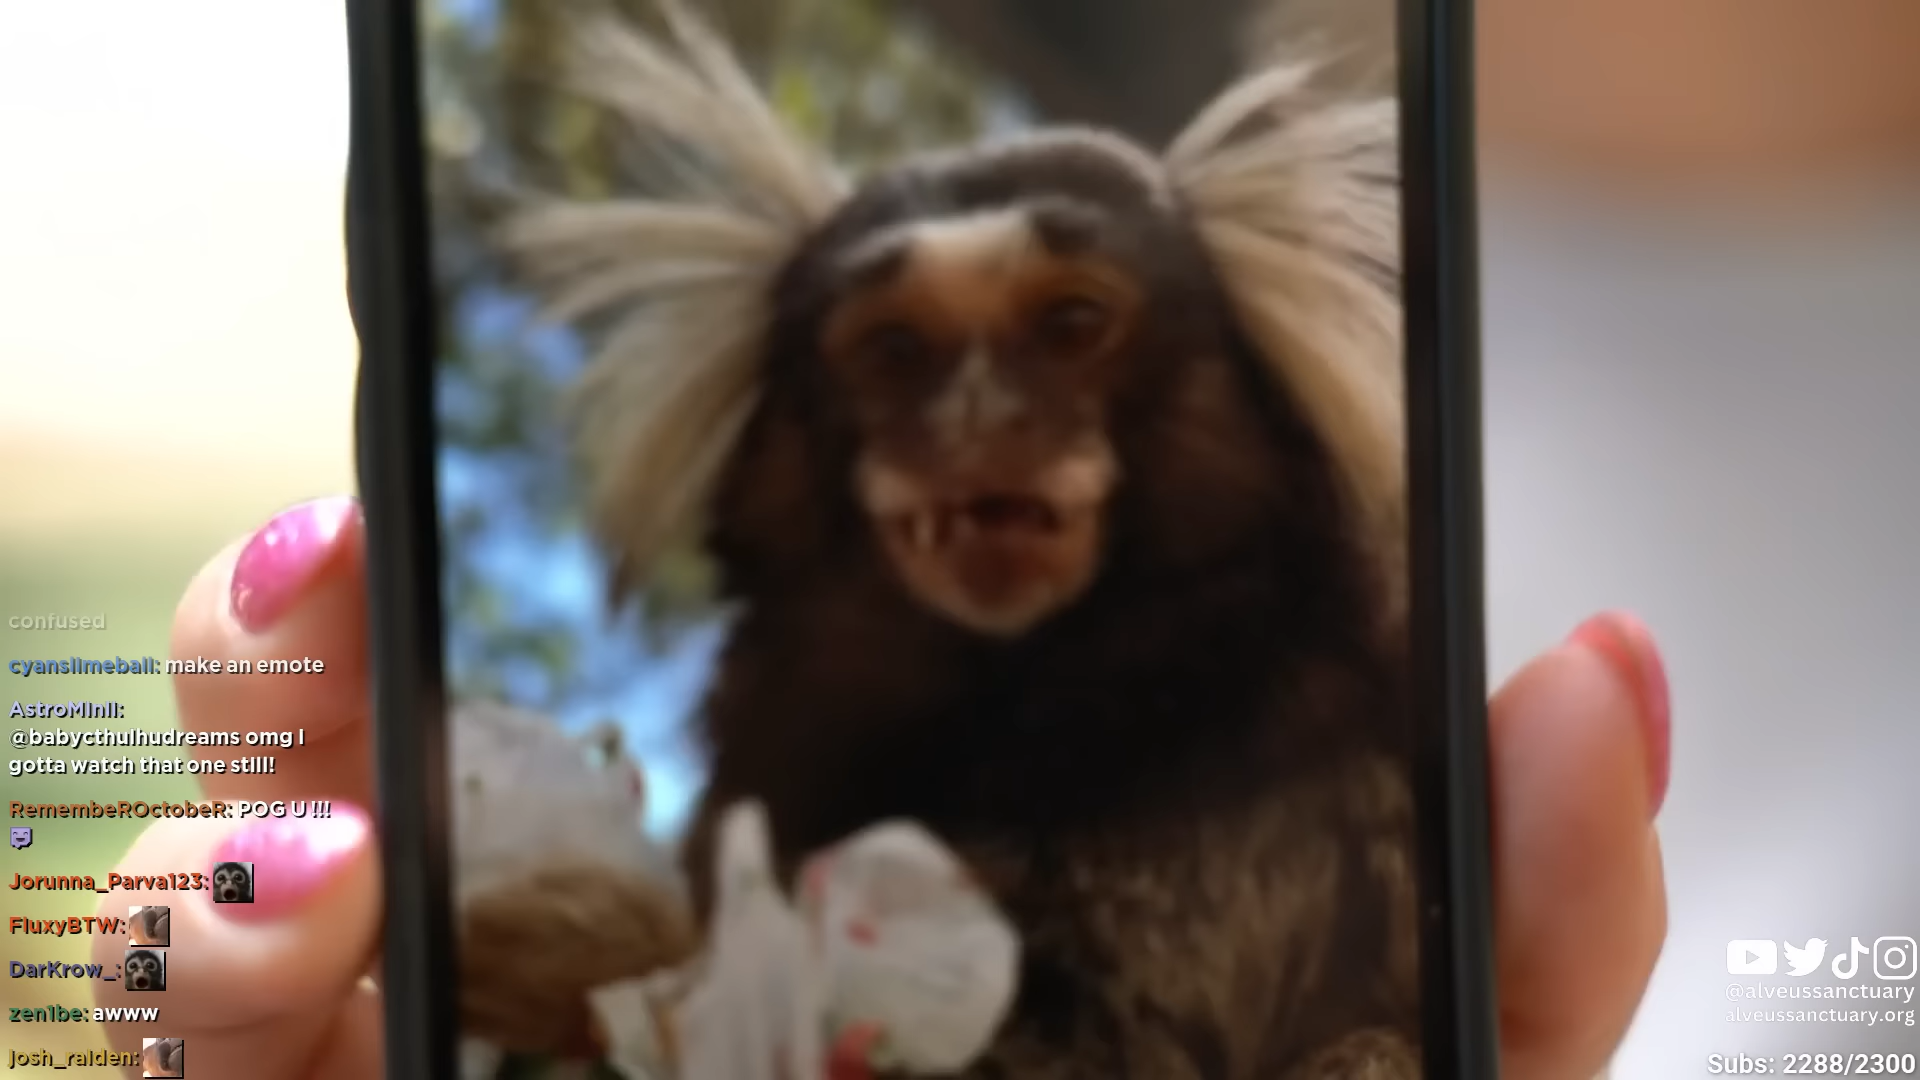 confused
cyanslimeball: make an emote
AstroMinii:
@babycthulhudreams omg I
gotta watch that one still!
RemembeROctobeR: POG U !!!
Jorunna_Parva123:
FluxyBTW:
DarKrow_:
zen1be: awww
Josh_raiden:
@alveussanctuary
alveussanctuary.org
Subs: 2288/2300